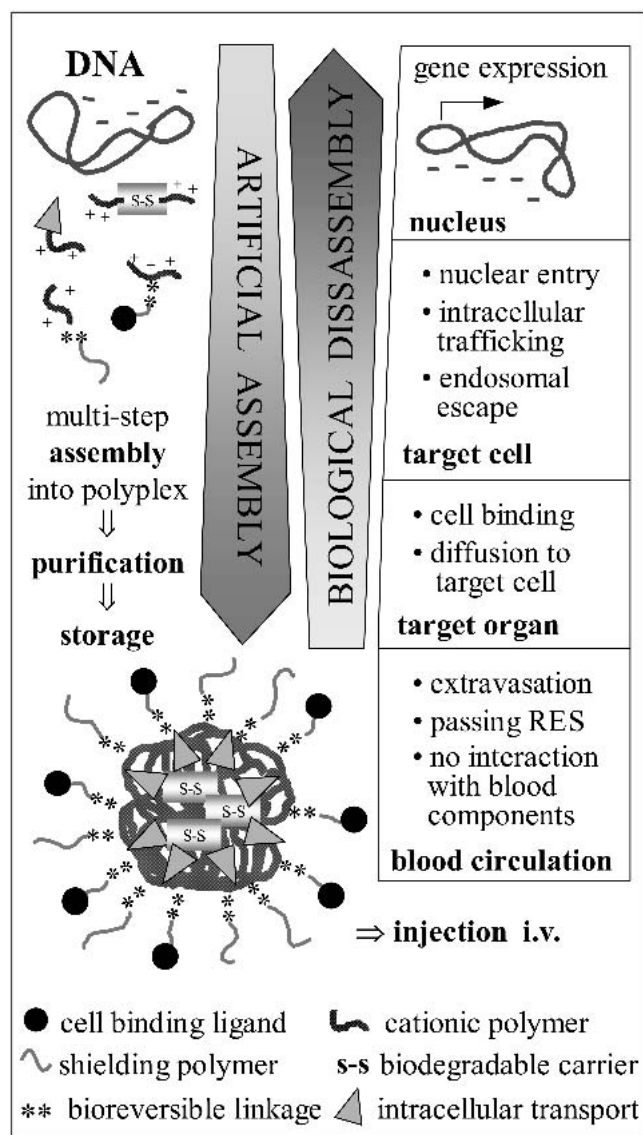 DNA
- - - -
+ + S-S + +
+ + +
+ - +
**
+
+
**
multi-step
assembly
into polyplex
⇓
purification
⇓
storage
ARTIFICIAL ASSEMBLY
BIOLOGICAL DISSASSEMBLY
gene expression
nucleus
• nuclear entry
• intracellular
trafficking
• endosomal
escape
target cell
• cell binding
• diffusion to
target cell
target organ
• extravasation
• passing RES
• no interaction
with blood
components
blood circulation
S-S
S-S
S-S
⇒ injection i.v.
cell binding ligand
cationic polymer
shielding polymer
s-s biodegradable carrier
** bioreversible linkage
intracellular transport